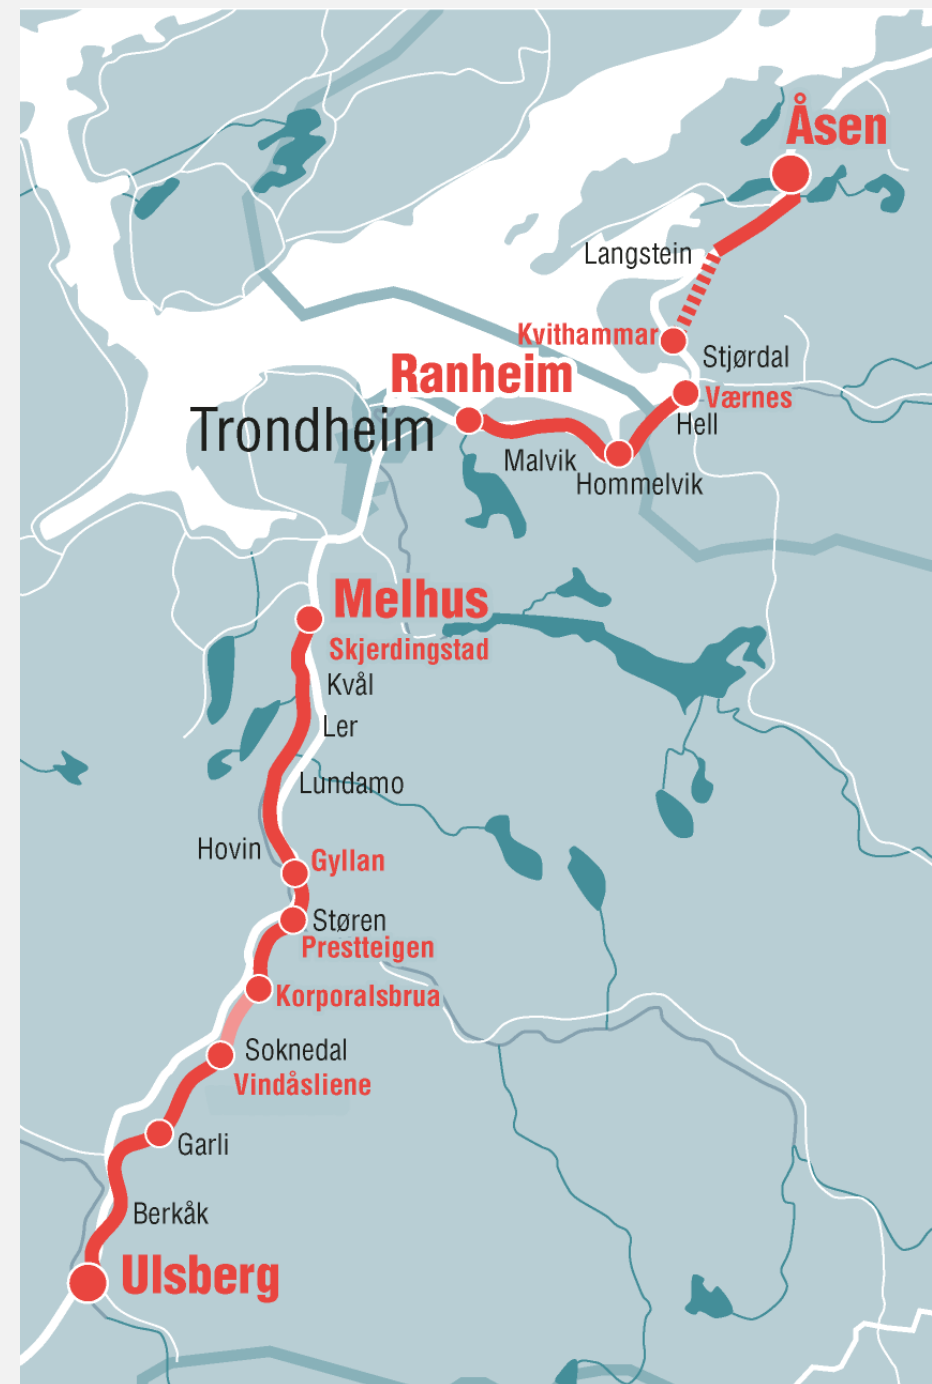 Åsen
Langstein
Kvithammar
Stjørdal
Ranheim
Værnes
Trondheim
Hell
Malvik
Hommelvik
Melhus
Skjerdingstad
Kvål
Ler
Lundamo
Hovin
Gyllan
Støren
Prestteigen
Korporalsbrua
Soknedal
Vindåsliene
Garli
Berkåk
Ulsberg